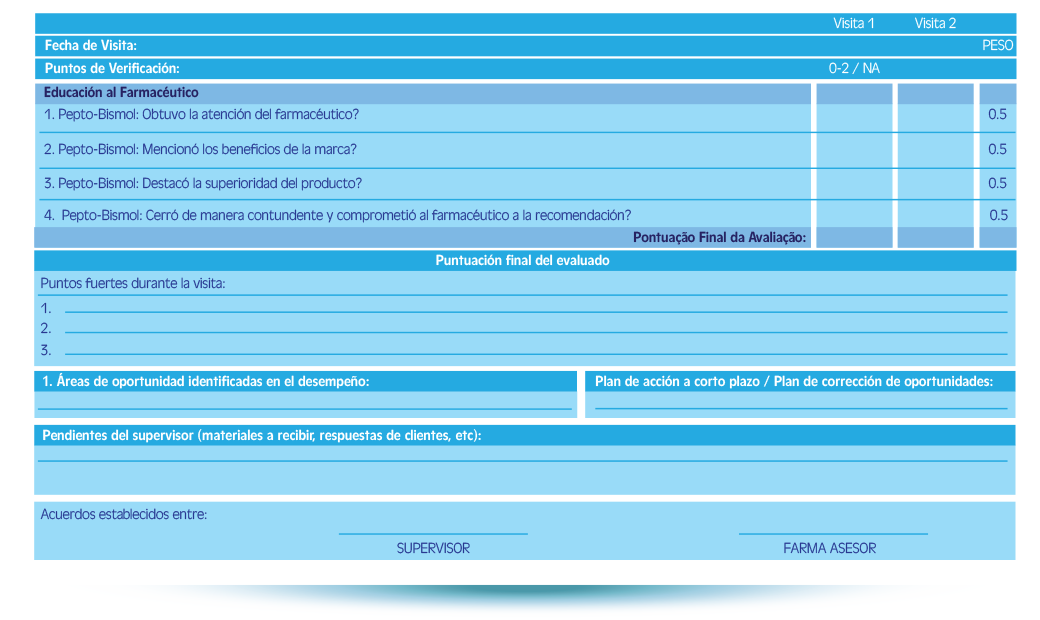 Visita 1 Visita 2
Fecha de Visita: PESO
Puntos de Verificación: 0-2 / NA
Educación al Farmacéutico
1. Pepto-Bismol: Obtuvo la atención del farmacéutico? 0.5
2. Pepto-Bismol: Mencionó los beneficios de la marca? 0.5
3. Pepto-Bismol: Destacó la superioridad del producto? 0.5
4. Pepto-Bismol: Cerró de manera contundente y comprometió al farmacéutico a la recomendación? 0.5
Pontuação Final da Avaliação:
Puntuación final del evaluado
Puntos fuertes durante la visita:
1.
2.
3.
1. Áreas de oportunidad identificadas en el desempeño: Plan de acción a corto plazo / Plan de corrección de oportunidades:
Pendientes del supervisor (materiales a recibir, respuestas de clientes, etc):
Acuerdos establecidos entre:
SUPERVISOR FARMA ASESOR